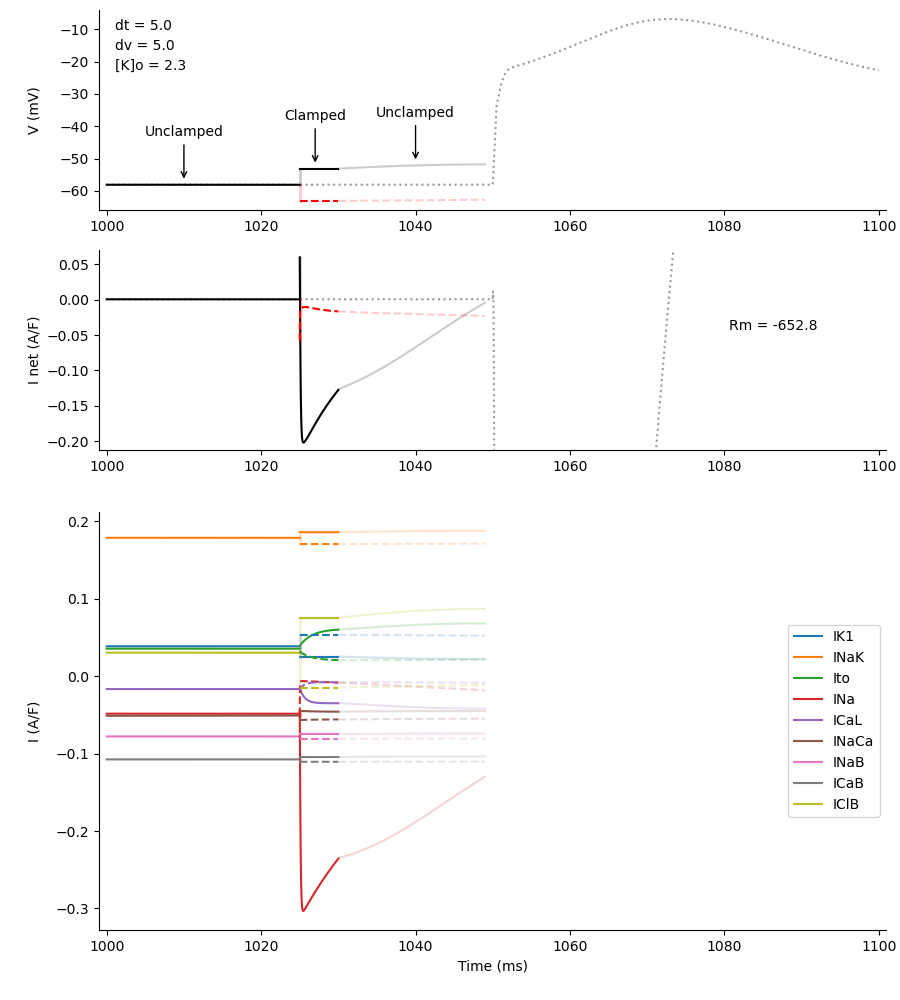 dt = 5.0
dv = 5.0
[K]o = 2.3
Unclamped
Clamped
Unclamped
V (mV)
−10
−20
−30
−40
−50
−60
1000
1020
1040
1060
1080
1100
I net (A/F)
0.05
0.00
−0.05
−0.10
−0.15
−0.20
Rm = -652.8
1000
1020
1040
1060
1080
1100
I (A/F)
0.2
0.1
0.0
−0.1
−0.2
−0.3
IK1
INaK
Ito
INa
ICaL
INaCa
INaB
ICaB
IClB
1000
1020
1040
1060
1080
1100
Time (ms)